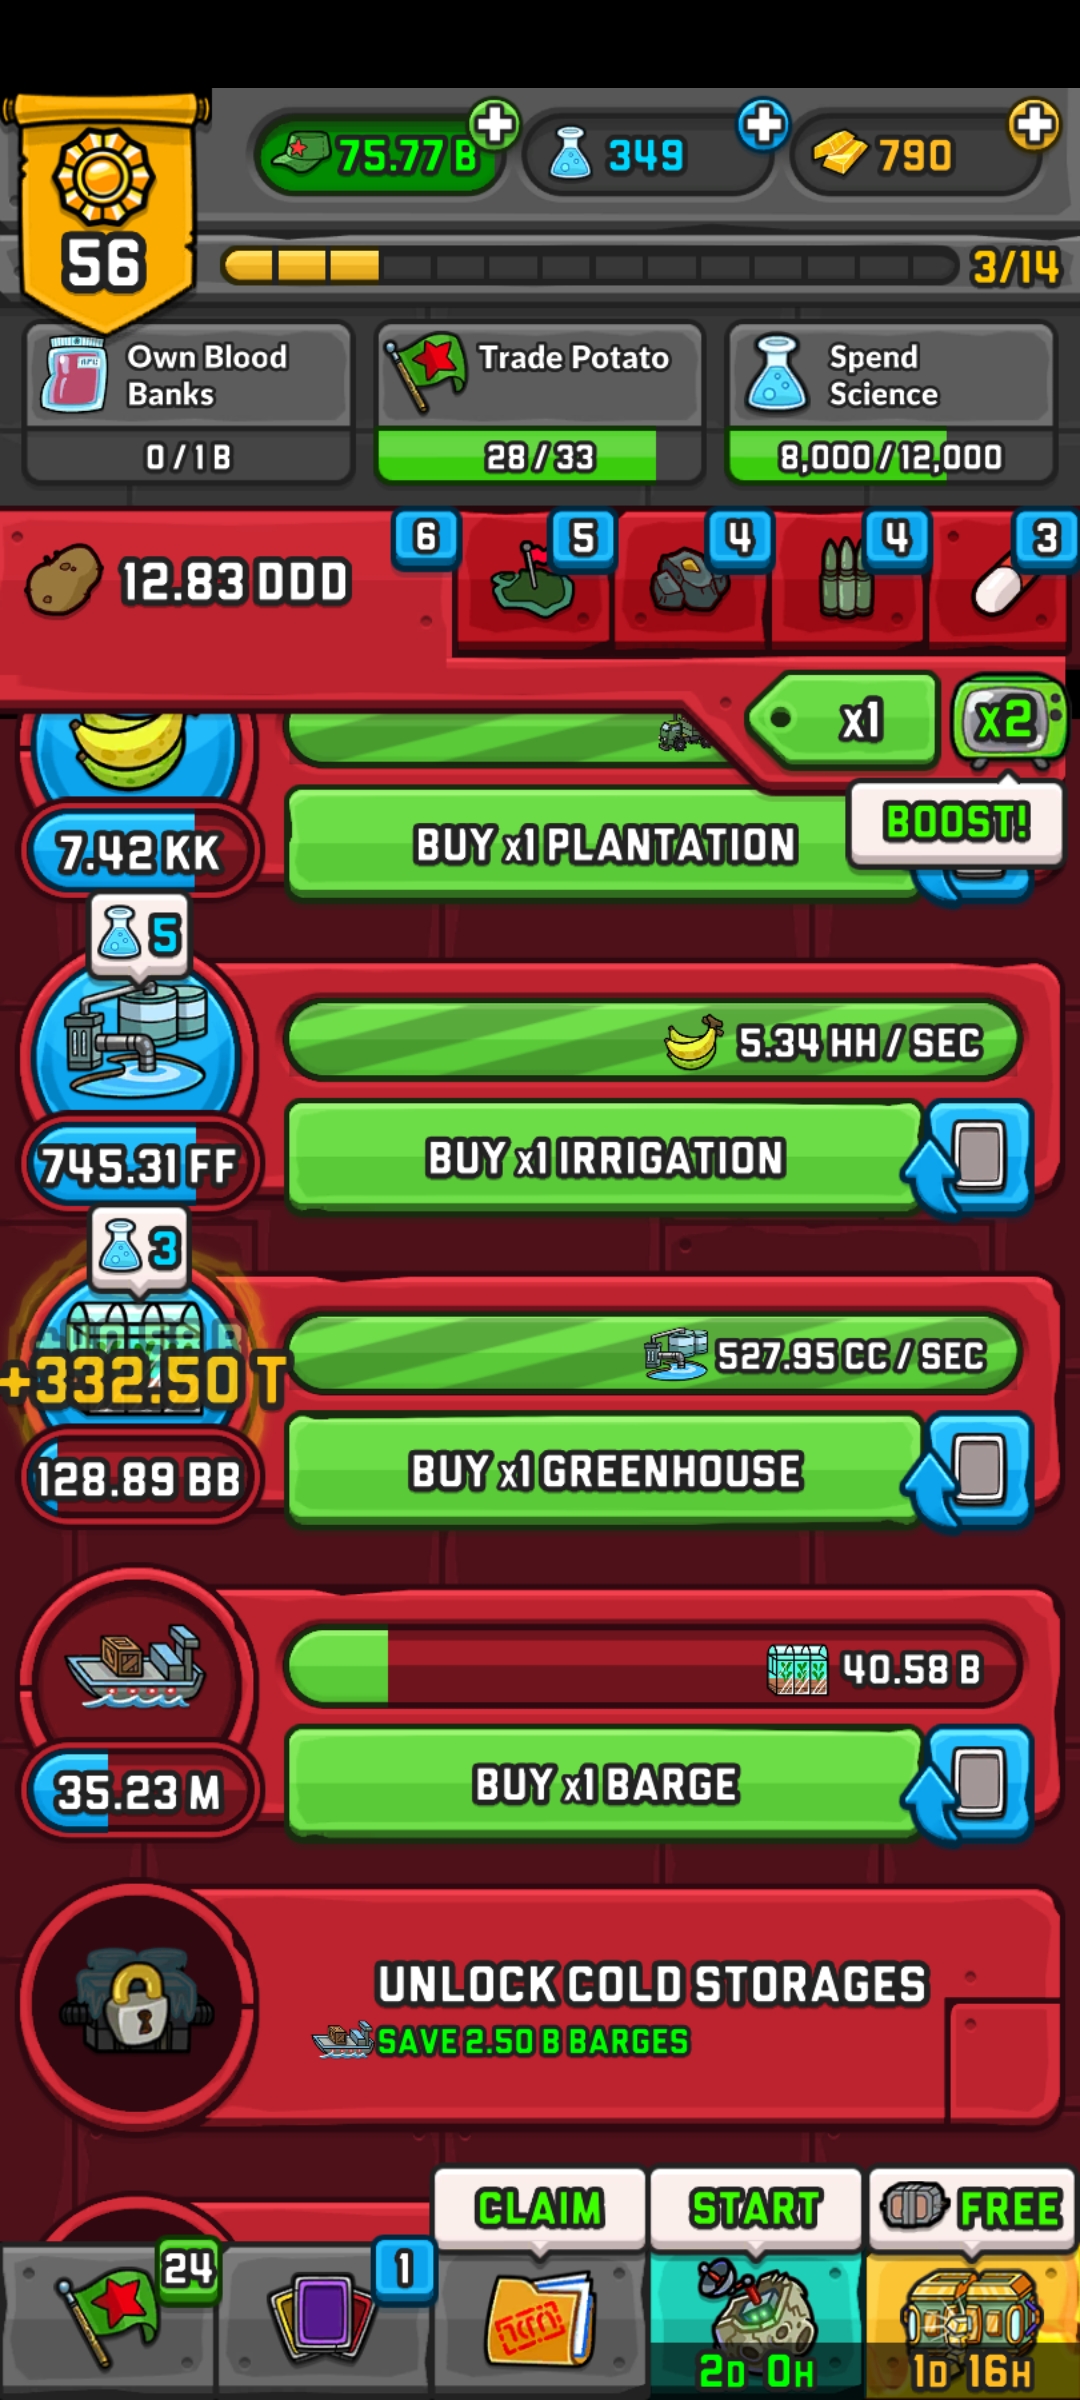 75.77 B
349
790
56
3/14
Own Blood
Banks
0 / 1 B
Trade Potato
28 / 33
Spend
Science
8,000 / 12,000
12.83 DDD
6
5
4
4
3
x1
x2
BOOST!
7.42 KK
BUY x1 PLANTATION
5
5.34 HH / SEC
745.31 FF
BUY x1 IRRIGATION
3
527.95 CC / SEC
+332.50 T
128.89 BB
BUY x1 GREENHOUSE
40.58 B
35.23 M
BUY x1 BARGE
UNLOCK COLD STORAGES
SAVE 2.50 B BARGES
CLAIM
START
FREE
24
1
2D 0H
1D 16H